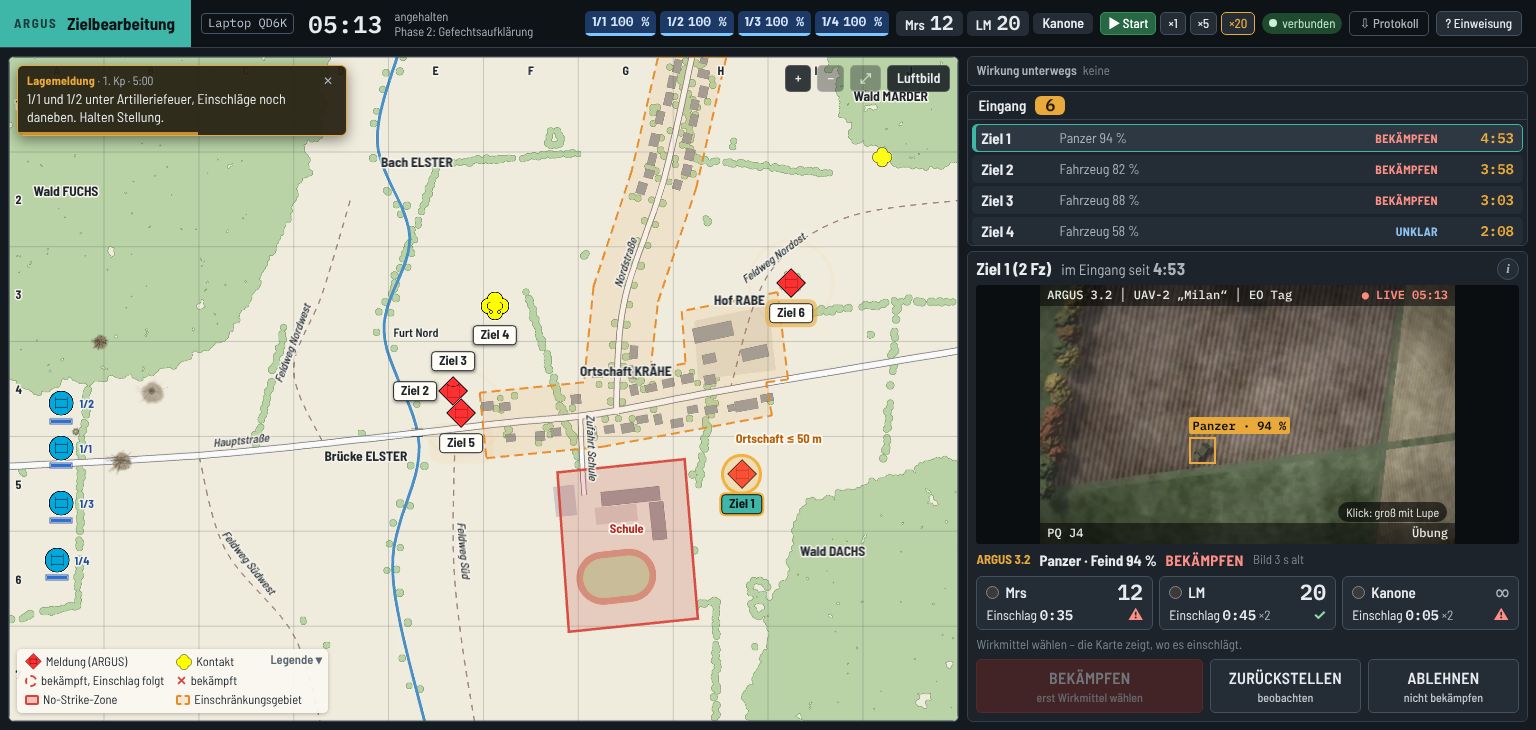 ARGUS Zielbearbeitung
Laptop QD6K
05:13
angehalten
Phase 2: Gefechtsaufklärung
1/1 100 %
1/2 100 %
1/3 100 %
1/4 100 %
Mrs 12
LM 20
Kanone
▶ Start
×1
×5
×20
verbunden
⇩ Protokoll
? Einweisung
Lagemeldung · 1. Kp · 5:00
×
1/1 und 1/2 unter Artilleriefeuer, Einschläge noch
daneben. Halten Stellung.
E
F
G
H
+
−
Luftbild
Wald MARDER
Bach ELSTER
Wald FUCHS
2
Nordstraße
Feldweg Nordost
3
Hof RABE
Ziel 6
Feldweg Nordwest
Furt Nord
Ziel 4
Ziel 3
Ortschaft KRÄHE
4
Ziel 2
1/2
Hauptstraße
Ziel 5
Zufahrt Schule
Ortschaft ≤ 50 m
1/1
Brücke ELSTER
5
1/3
Ziel 1
Schule
Feldweg Südwest
Feldweg Süd
Wald DACHS
1/4
6
Meldung (ARGUS)
Kontakt
Legende ▾
bekämpft, Einschlag folgt
bekämpft
No-Strike-Zone
Einschränkungsgebiet
Wirkung unterwegs keine
Eingang 6
Ziel 1 Panzer 94 % BEKÄMPFEN 4:53
Ziel 2 Fahrzeug 82 % BEKÄMPFEN 3:58
Ziel 3 Fahrzeug 88 % BEKÄMPFEN 3:03
Ziel 4 Fahrzeug 58 % UNKLAR 2:08
Ziel 1 (2 Fz) im Eingang seit 4:53
i
ARGUS 3.2 | UAV-2 „Milan“ | EO Tag
● LIVE 05:13
Panzer · 94 %
Klick: groß mit Lupe
PQ J4
Übung
ARGUS 3.2 Panzer · Feind 94 % BEKÄMPFEN Bild 3 s alt
Mrs 12
Einschlag 0:35
LM 20
Einschlag 0:45 ×2
Kanone ∞
Einschlag 0:05 ×2
Wirkmittel wählen – die Karte zeigt, wo es einschlägt.
BEKÄMPFEN
erst Wirkmittel wählen
ZURÜCKSTELLEN
beobachten
ABLEHNEN
nicht bekämpfen